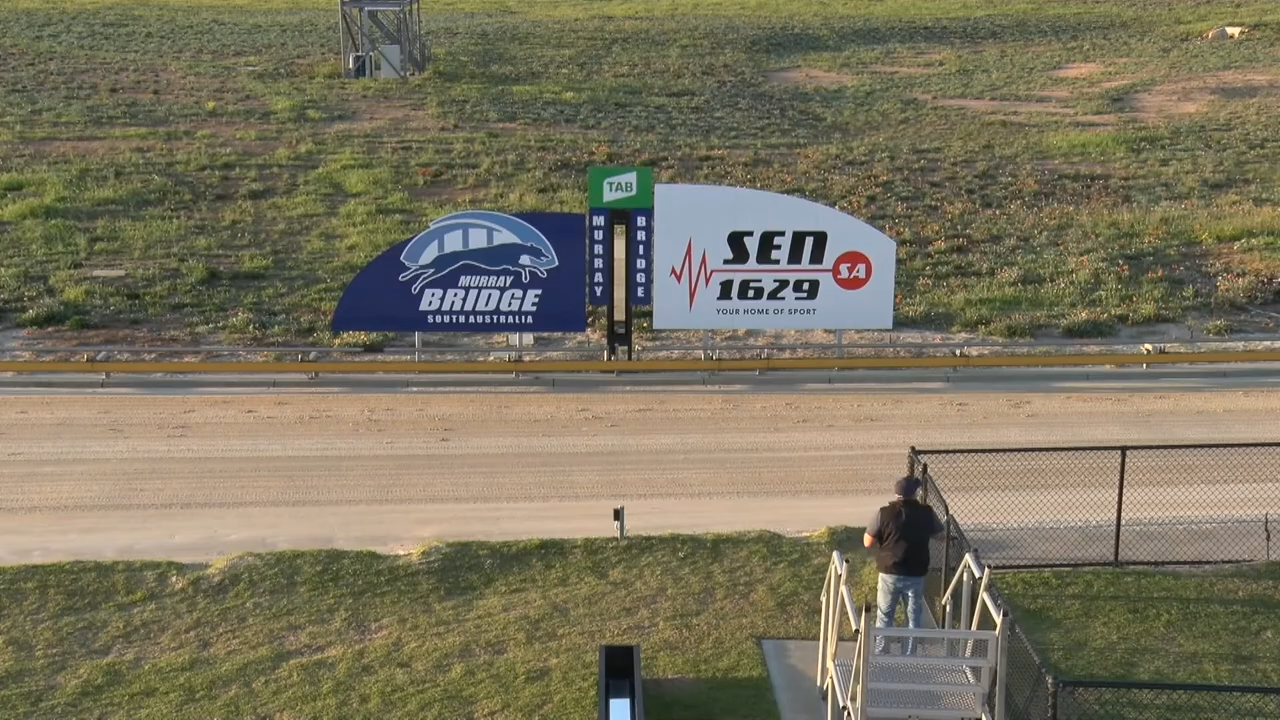 TAB
MURRAY
BRIDGE
MURRAY
BRIDGE
SOUTH AUSTRALIA
SEN
SA
1629
YOUR HOME OF SPORT